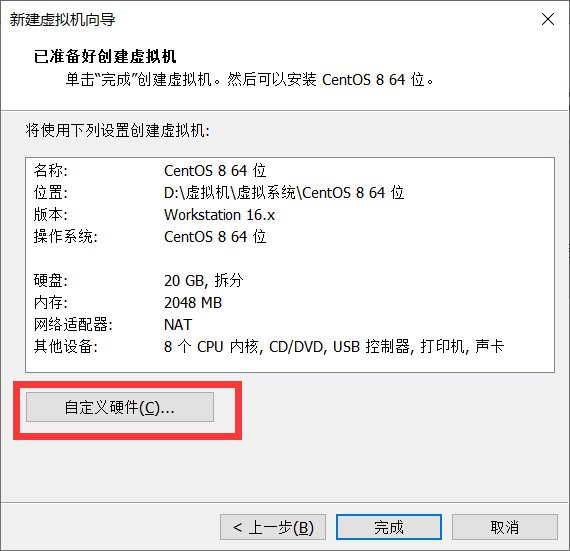 新建虚拟机向导
已准备好创建虚拟机
单击“完成”创建虚拟机。然后可以安装 CentOS 8 64 位。
将使用下列设置创建虚拟机:
名称: CentOS 8 64 位
位置: D:\虚拟机\虚拟系统\CentOS 8 64 位
版本: Workstation 16.x
操作系统: CentOS 8 64 位
硬盘: 20 GB, 拆分
内存: 2048 MB
网络适配器: NAT
其他设备: 8 个 CPU 内核, CD/DVD, USB 控制器, 打印机, 声卡
自定义硬件(C)...
< 上一步(B) 完成 取消